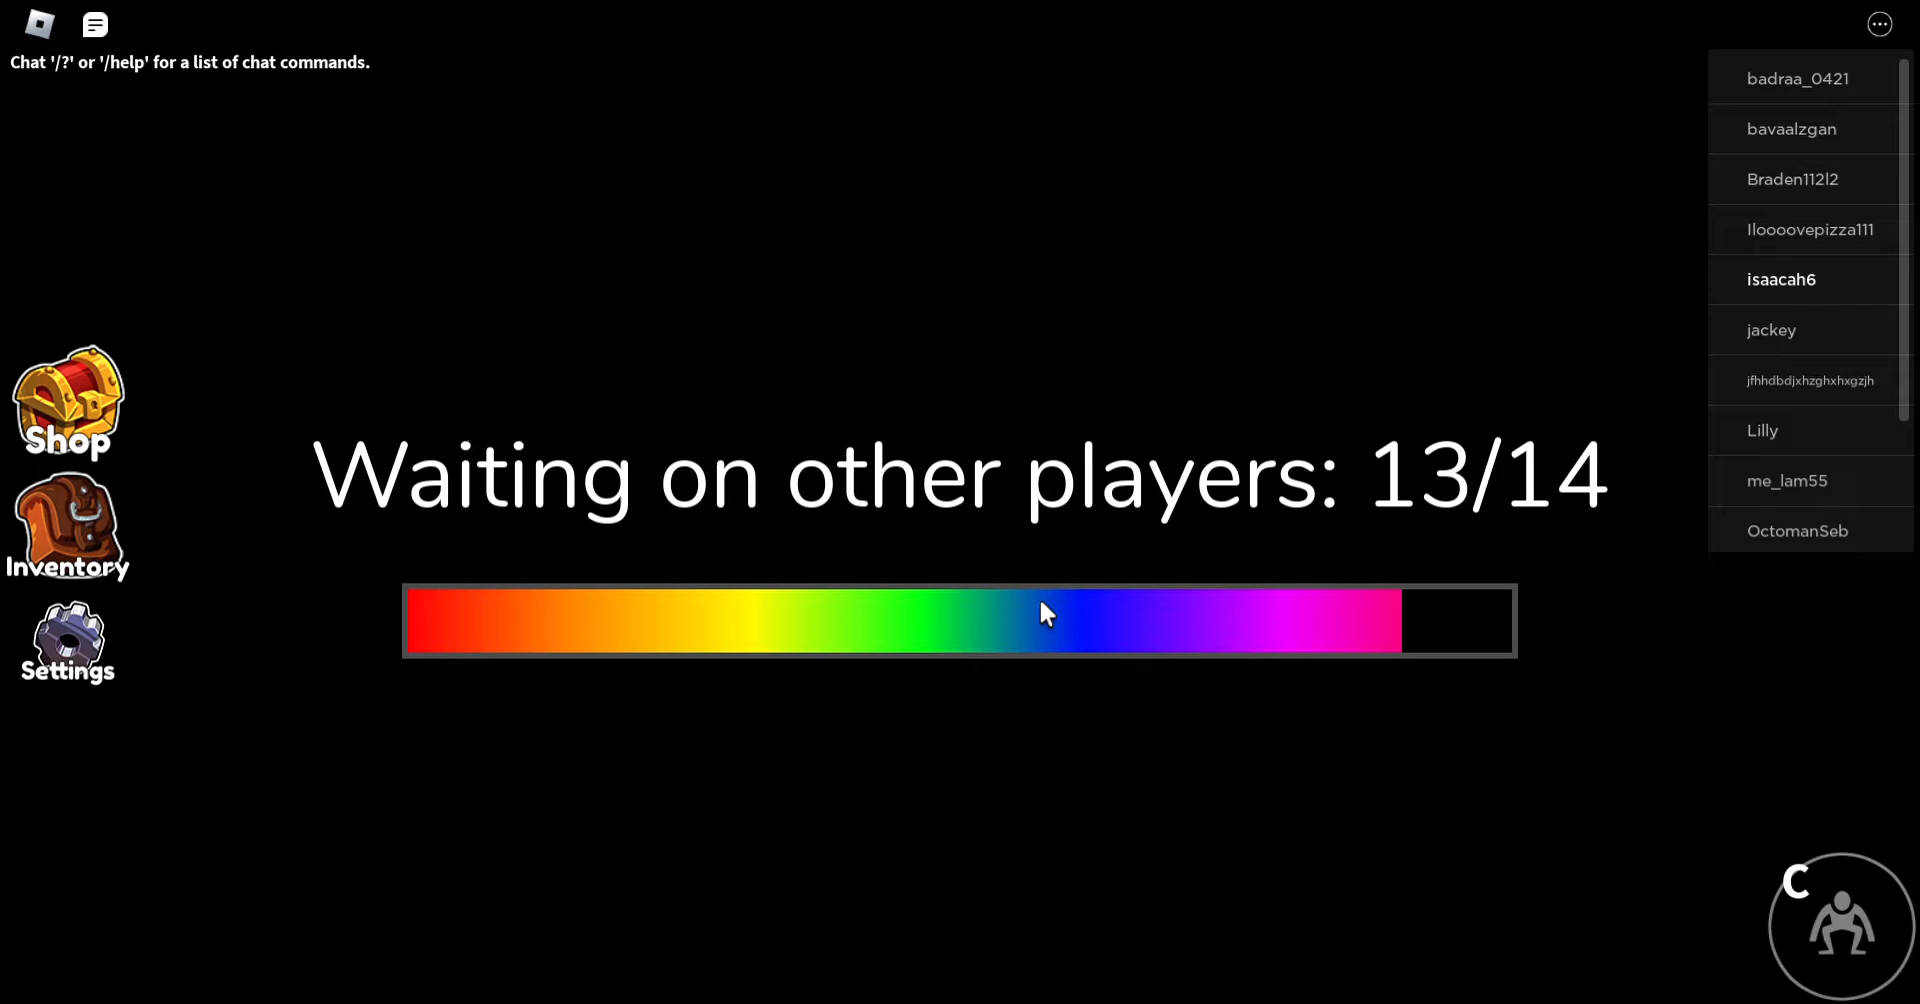 Chat '/?' or '/help' for a list of chat commands.
badraa_0421
bavaalzgan
Braden112l2
Iloooovepizza111
isaacah6
jackey
jfhhdbdjxhzghxhxgzjh
Lilly
me_lam55
OctomanSeb
Shop
Inventory
Settings
Waiting on other players: 13/14
C